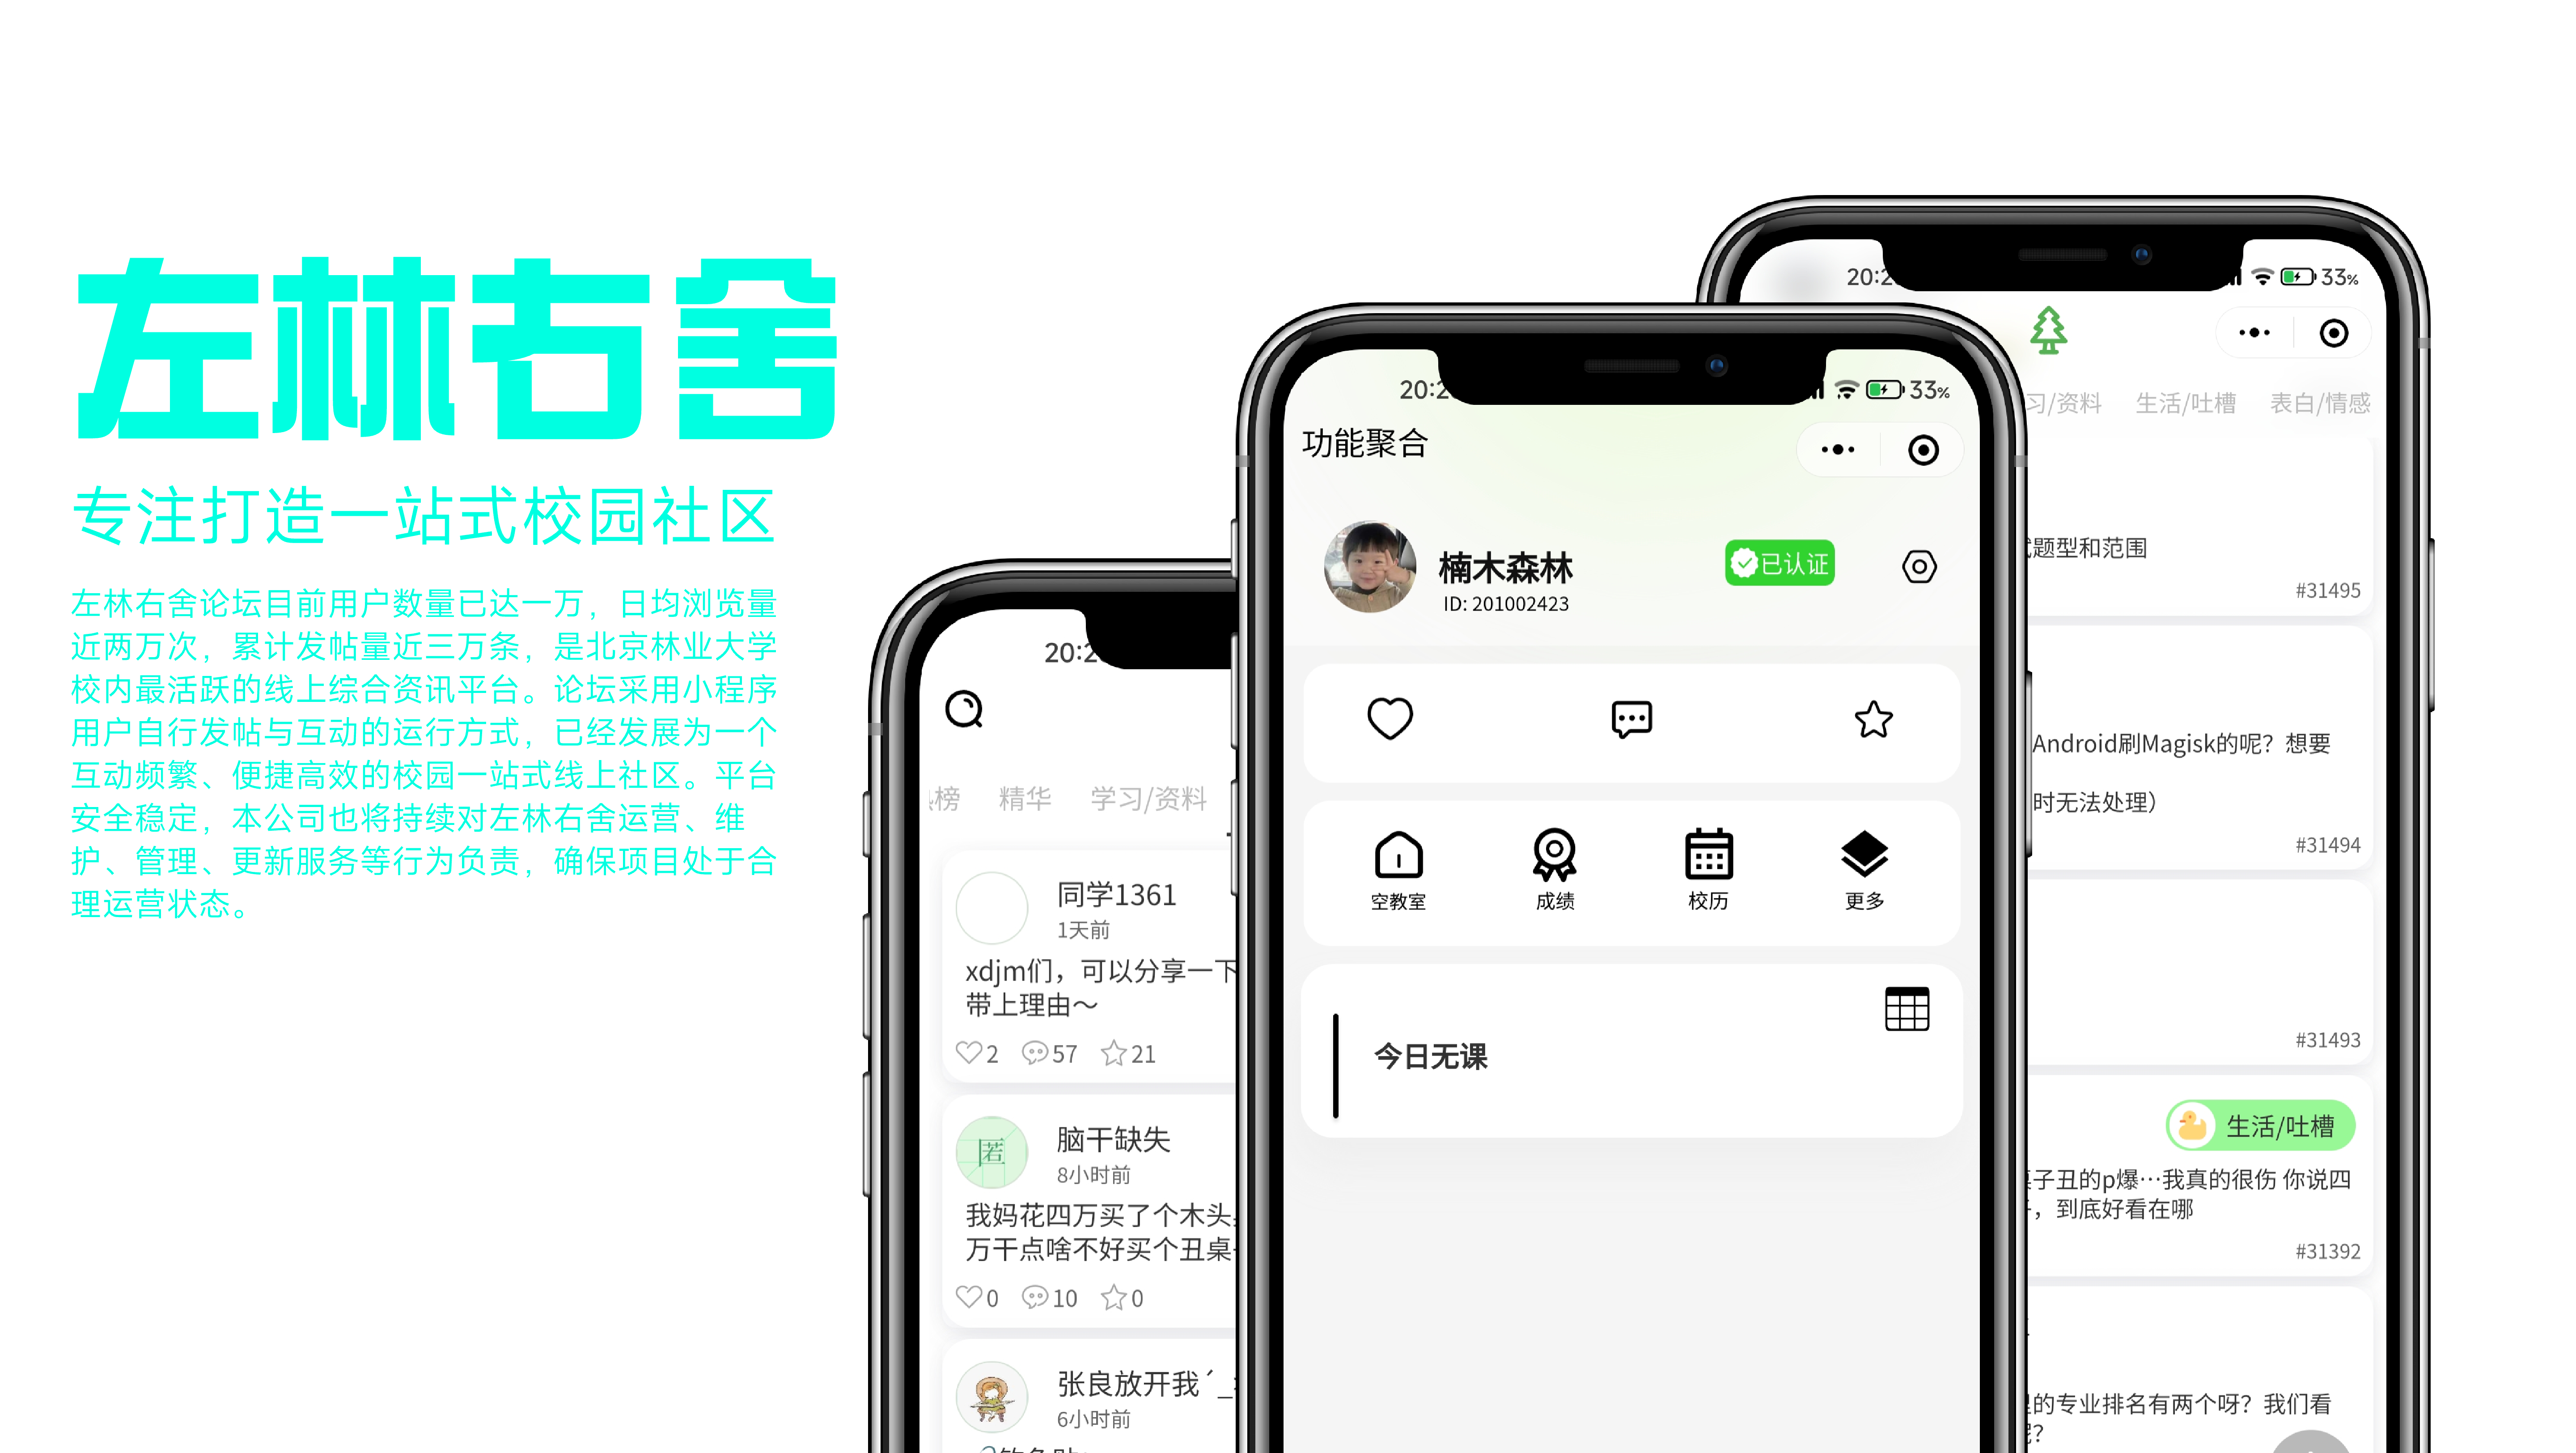 左林右舍
专注打造一站式校园社区
左林右舍论坛目前用户数量已达一万，日均浏览量
近两万次，累计发帖量近三万条，是北京林业大学
校内最活跃的线上综合资讯平台。论坛采用小程序
用户自行发帖与互动的运行方式，已经发展为一个
互动频繁、便捷高效的校园一站式线上社区。平台
安全稳定，本公司也将持续对左林右舍运营、维
护、管理、更新服务等行为负责，确保项目处于合
理运营状态。
20:2
榜 精华 学习/资料
同学1361
1天前
xdjm们，可以分享一下
带上理由～
2 57 21
匿
脑干缺失
8小时前
我妈花四万买了个木头
万干点啥不好买个丑桌
0 10 0
张良放开我´_
6小时前
20:2 33%
功能聚合
楠木森林
ID: 201002423
已认证
空教室 成绩 校历 更多
今日无课
20:2 33%
习/资料 生活/吐槽 表白/情感
题型和范围
#31495
Android刷Magisk的呢？想要
时无法处理）
#31494
#31493
生活/吐槽
子丑的p爆…我真的很伤 你说四
，到底好看在哪
#31392
的专业排名有两个呀？我们看
？